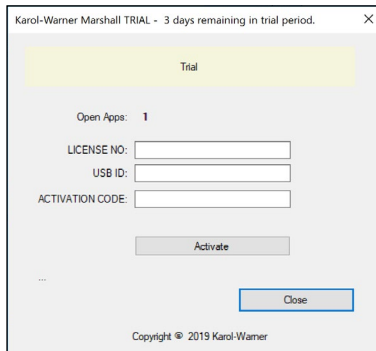 Karol-Warner Marshall TRIAL - 3 days remaining in trial period.
Trial
Open Apps: 1
LICENSE NO:
USB ID:
ACTIVATION CODE:
Activate
...
Close
Copyright © 2019 Karol-Warner